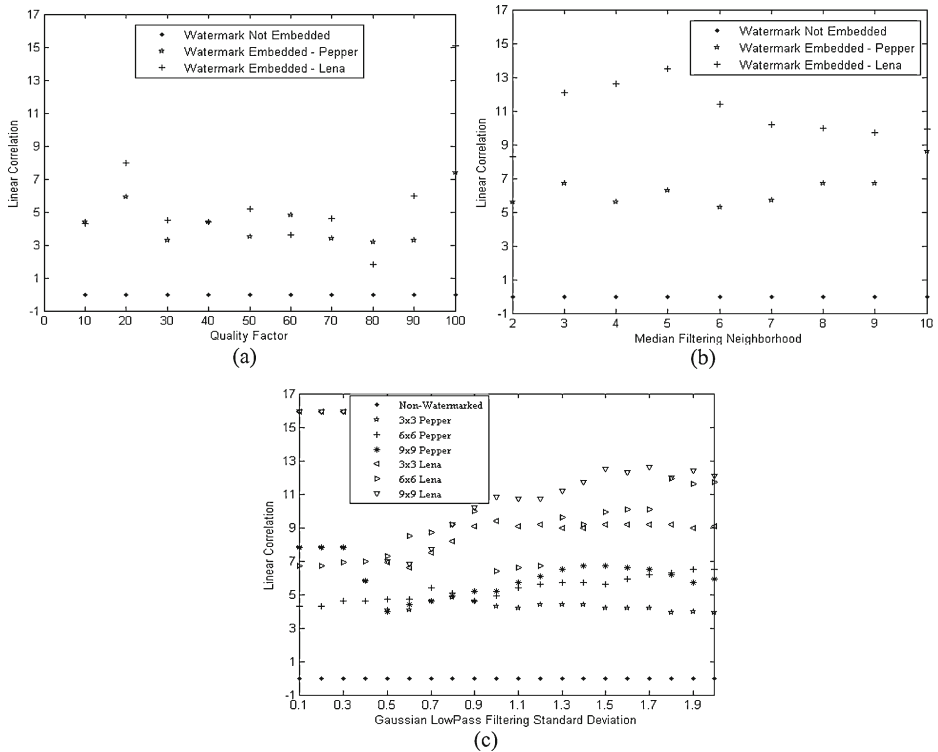 17
15
13
11
9
7
5
3
1
-1
Linear Correlation
Watermark Not Embedded
Watermark Embedded - Pepper
Watermark Embedded - Lena
0 10 20 30 40 50 60 70 80 90 100
Quality Factor
(a)
17
15
13
11
9
7
5
3
1
-1
Linear Correlation
Watermark Not Embedded
Watermark Embedded - Pepper
Watermark Embedded - Lena
2 3 4 5 6 7 8 9 10
Median Filtering Neighborhood
(b)
17
15
13
11
9
7
5
3
1
-1
Linear Correlation
Non-Watermarked
3x3 Pepper
6x6 Pepper
9x9 Pepper
3x3 Lena
6x6 Lena
9x9 Lena
0.1 0.3 0.5 0.7 0.9 1.1 1.3 1.5 1.7 1.9
Gaussian LowPass Filtering Standard Deviation
(c)